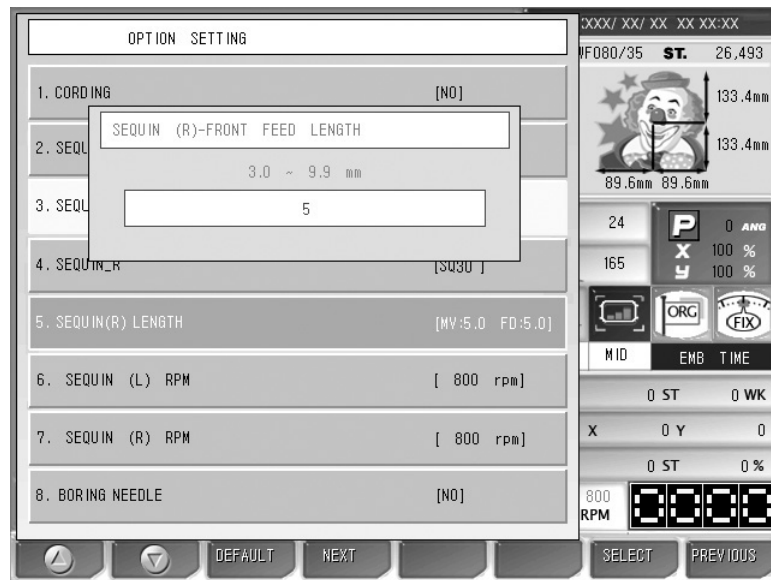 OPTION SETTING
1. CORDING [NO]
SEQUIN (R)-FRONT FEED LENGTH
3.0 ~ 9.9 mm
5
2. SEQU
3. SEQU
4. SEQUIN_R [SQ3U ]
5. SEQUIN(R) LENGTH [MV:5.0 FD:5.0]
6. SEQUIN (L) RPM [ 800 rpm]
7. SEQUIN (R) RPM [ 800 rpm]
8. BORING NEEDLE [NO]
DEFAULT NEXT SELECT PREVIOUS
:XXX/ XX/ XX XX XX:XX
WF080/35 ST. 26,493
133.4mm
133.4mm
89.6mm 89.6mm
24
165
P 0 ANG
X 100 %
y 100 %
ORG FIX
MID EMB TIME
0 ST 0 WK
X 0 Y 0
0 ST 0 %
800
RPM
0000